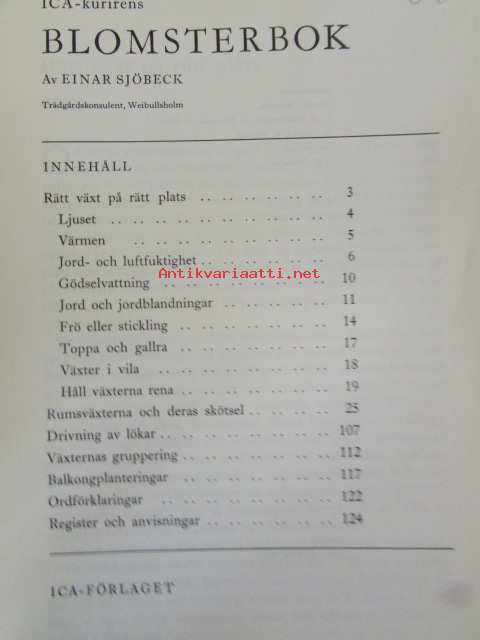 ICA-kurirens
BLOMSTERBOK
Av EINAR SJÖBECK
Trädgårdskonsulent, Weibullsholm
INNEHÅLL
Rätt växt på rätt plats .. .. .. .. .. .. 3
Ljuset .. .. .. .. .. .. .. .. 4
Värmen .. .. .. .. .. .. .. 5
Jord- och luftfuktighet .. .. .. .. .. 6
Antikvariaatti.net
Gödselvattning .. .. .. .. .. .. 10
Jord och jordblandningar .. .. .. .. 11
Frö eller stickling .. .. .. .. .. .. 14
Toppa och gallra .. .. .. .. .. .. 17
Växter i vila .. .. .. .. .. .. .. 18
Håll växterna rena .. .. .. .. .. .. 19
Rumsväxterna och deras skötsel .. .. .. .. 25
Drivning av lökar .. .. .. .. .. .. .. 107
Växternas gruppering .. .. .. .. .. .. 112
Balkongplanteringar .. .. .. .. .. .. 117
Ordförklaringar .. .. .. .. .. .. .. 122
Register och anvisningar .. .. .. .. .. 124
ICA-FÖRLAGET